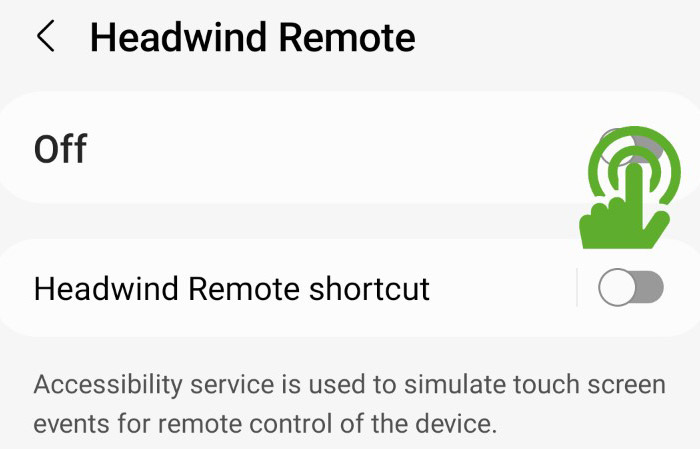 Headwind Remote
Off
Headwind Remote shortcut
Accessibility service is used to simulate touch screen
events for remote control of the device.